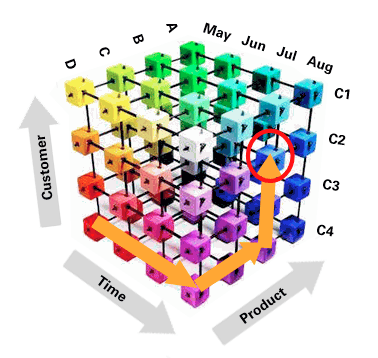 D C B A May Jun Jul Aug
C1
C2
C3
C4
Customer
Time
Product